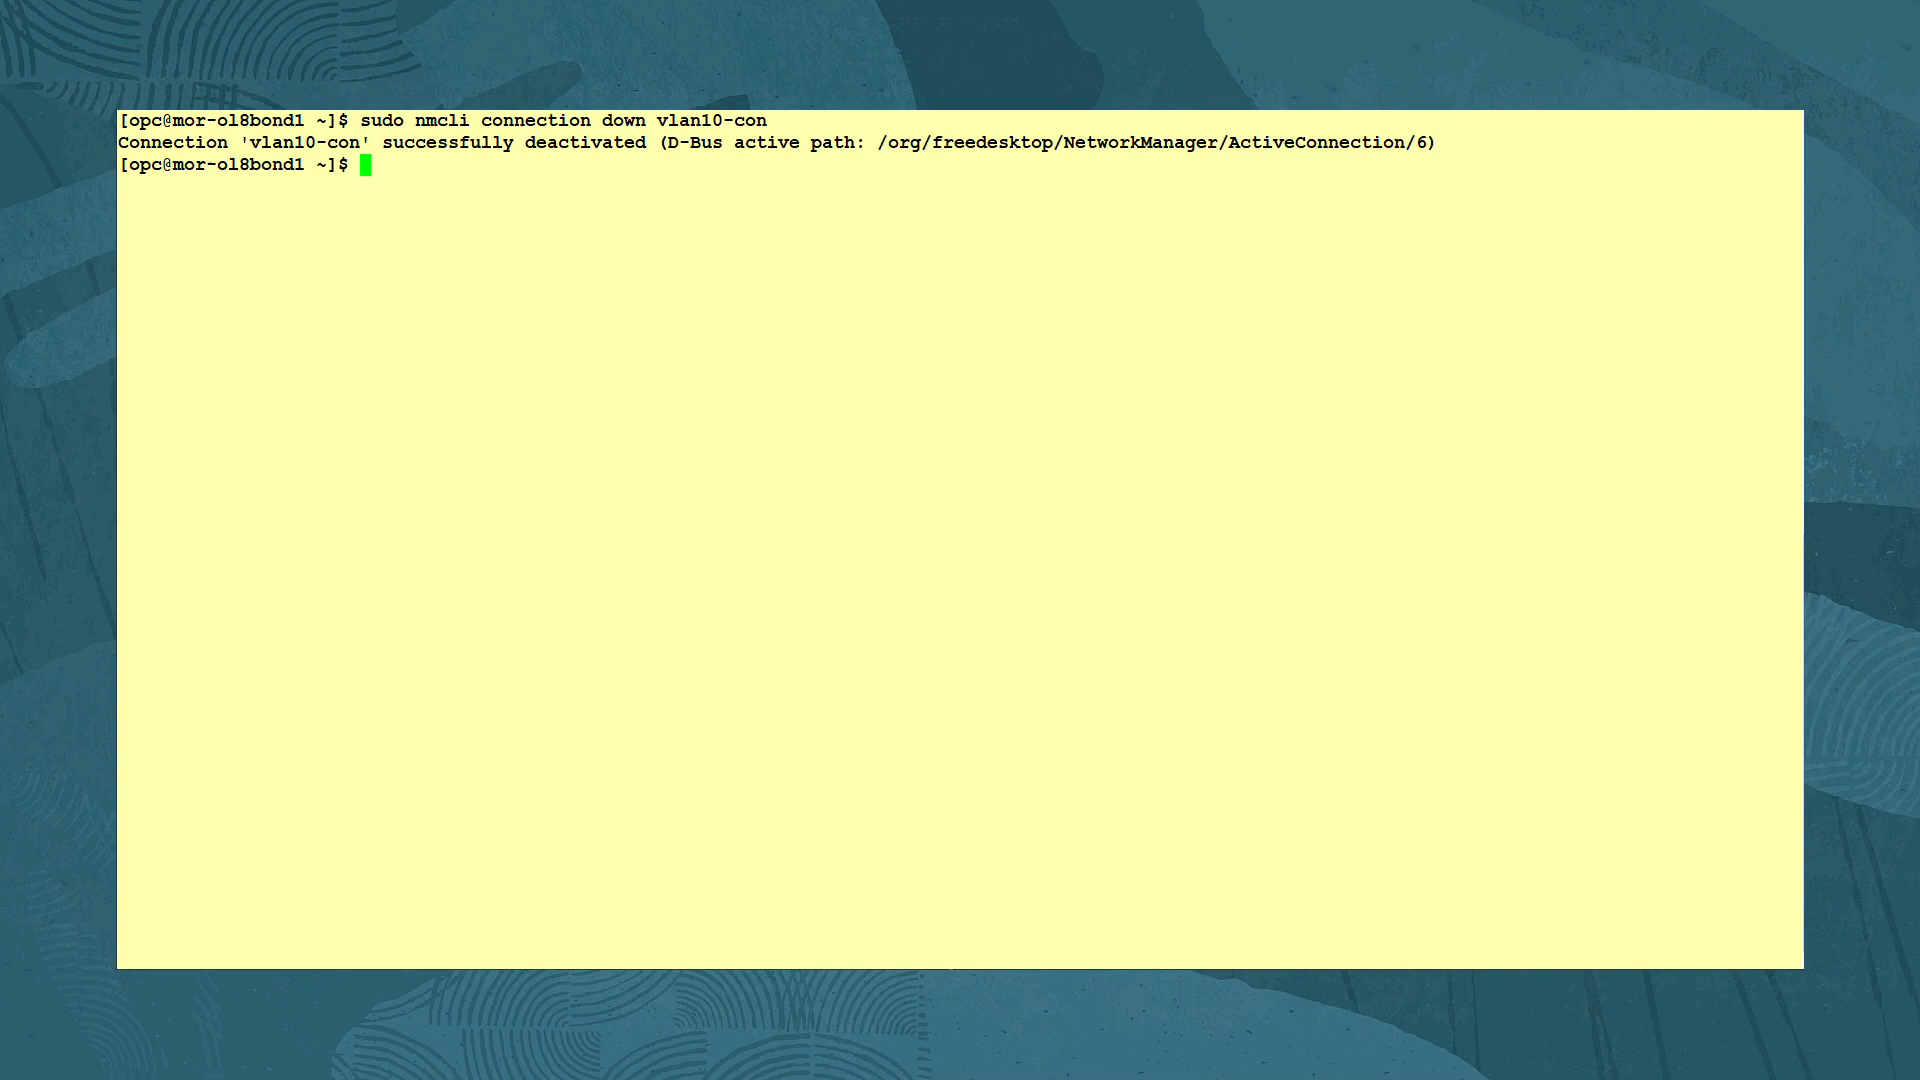 [opc@mor-ol8bond1 ~]$ sudo nmcli connection down vlan10-con
Connection 'vlan10-con' successfully deactivated (D-Bus active path: /org/freedesktop/NetworkManager/ActiveConnection/6)
[opc@mor-ol8bond1 ~]$